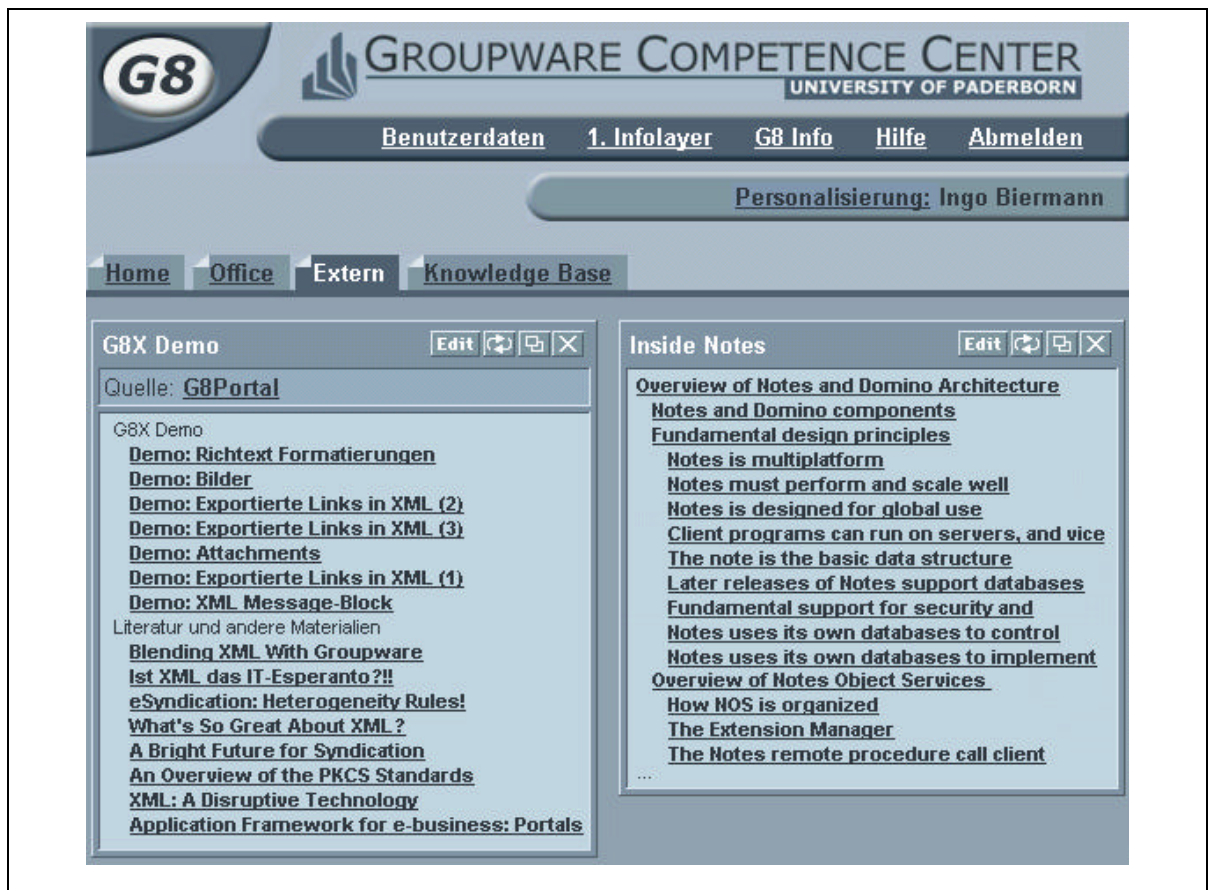 G8
GROUPWARE COMPETENCE CENTER
UNIVERSITY OF PADERBORN
Benutzerdaten 1. Infolayer G8 Info Hilfe Abmelden
Personalisierung: Ingo Biermann
Home Office Extern Knowledge Base
G8X Demo Edit
Quelle: G8Portal
G8X Demo
Demo: Richtext Formatierungen
Demo: Bilder
Demo: Exportierte Links in XML (2)
Demo: Exportierte Links in XML (3)
Demo: Attachments
Demo: Exportierte Links in XML (1)
Demo: XML Message-Block
Literatur und andere Materialien
Blending XML With Groupware
Ist XML das IT-Esperanto?!!
eSyndication: Heterogeneity Rules!
What's So Great About XML?
A Bright Future for Syndication
An Overview of the PKCS Standards
XML: A Disruptive Technology
Application Framework for e-business: Portals
Inside Notes Edit
Overview of Notes and Domino Architecture
Notes and Domino components
Fundamental design principles
Notes is multiplatform
Notes must perform and scale well
Notes is designed for global use
Client programs can run on servers, and vice
The note is the basic data structure
Later releases of Notes support databases
Fundamental support for security and
Notes uses its own databases to control
Notes uses its own databases to implement
Overview of Notes Object Services
How NOS is organized
The Extension Manager
The Notes remote procedure call client
...